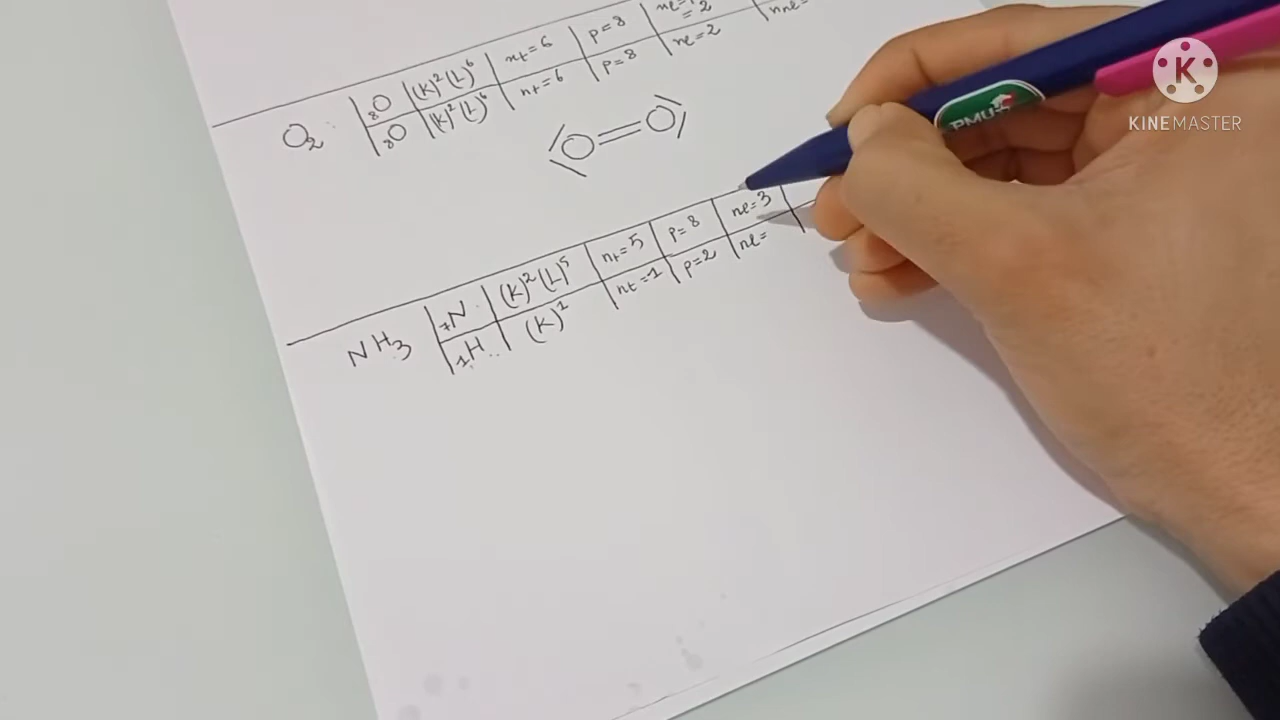 ₈O (K)²(L)⁶ nt = 6 p = 8 = 2
O₂ : ₈O (K)²(L)⁶ nt = 6 p = 8 nl = 2
O = O
₇N (K)²(L)⁵ nt = 5 p = 8 nl = 3
NH₃ ₁H (K)¹ nt = 1 p = 2 nl =
PMU
K
KINEMASTER